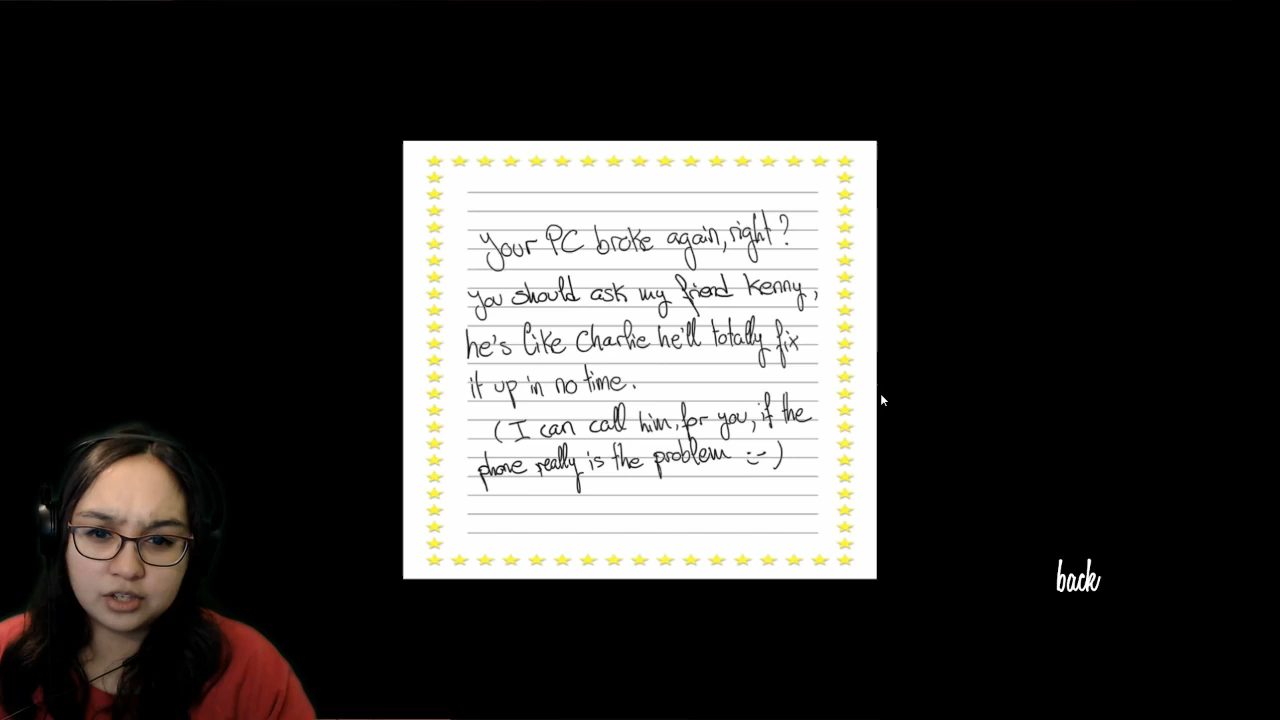 your PC broke again, right?
you should ask my friend Kenny,
he's like Charlie he'll totally fix
it up in no time.
(I can call him, for you, if the
phone really is the problem :-)
back